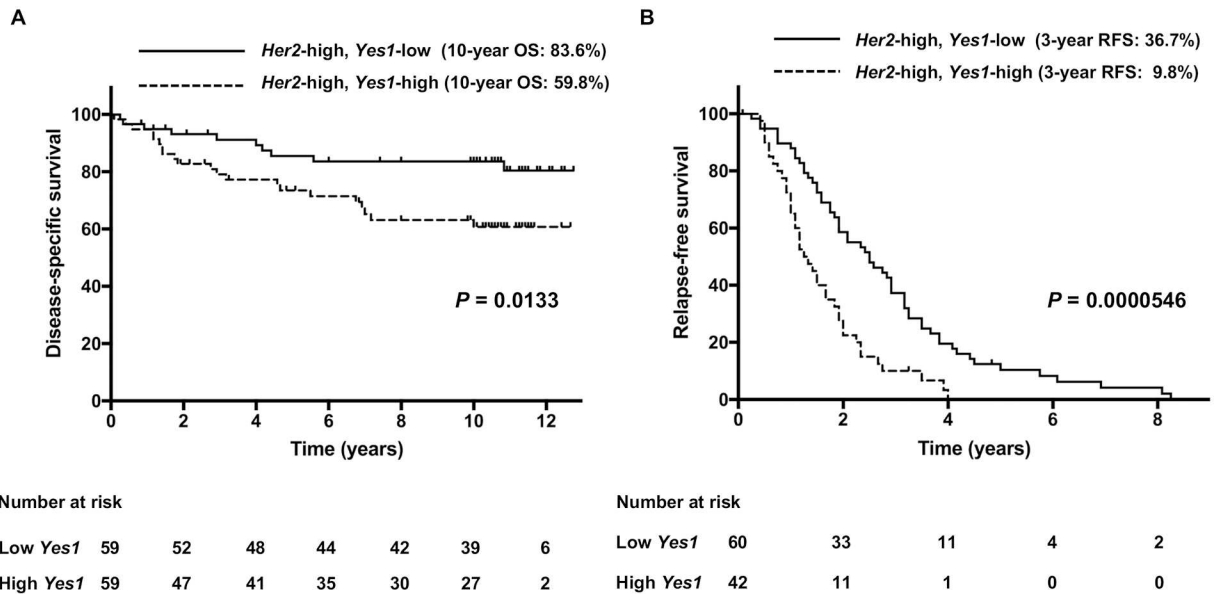 A
Her2-high, Yes1-low (10-year OS: 83.6%)
Her2-high, Yes1-high (10-year OS: 59.8%)
Disease-specific survival
100
80
60
40
20
0
P = 0.0133
0 2 4 6 8 10 12
Time (years)
Number at risk
Low Yes1 59 52 48 44 42 39 6
High Yes1 59 47 41 35 30 27 2
B
Her2-high, Yes1-low (3-year RFS: 36.7%)
Her2-high, Yes1-high (3-year RFS: 9.8%)
Relapse-free survival
100
80
60
40
20
0
P = 0.0000546
0 2 4 6 8
Time (years)
Number at risk
Low Yes1 60 33 11 4 2
High Yes1 42 11 1 0 0